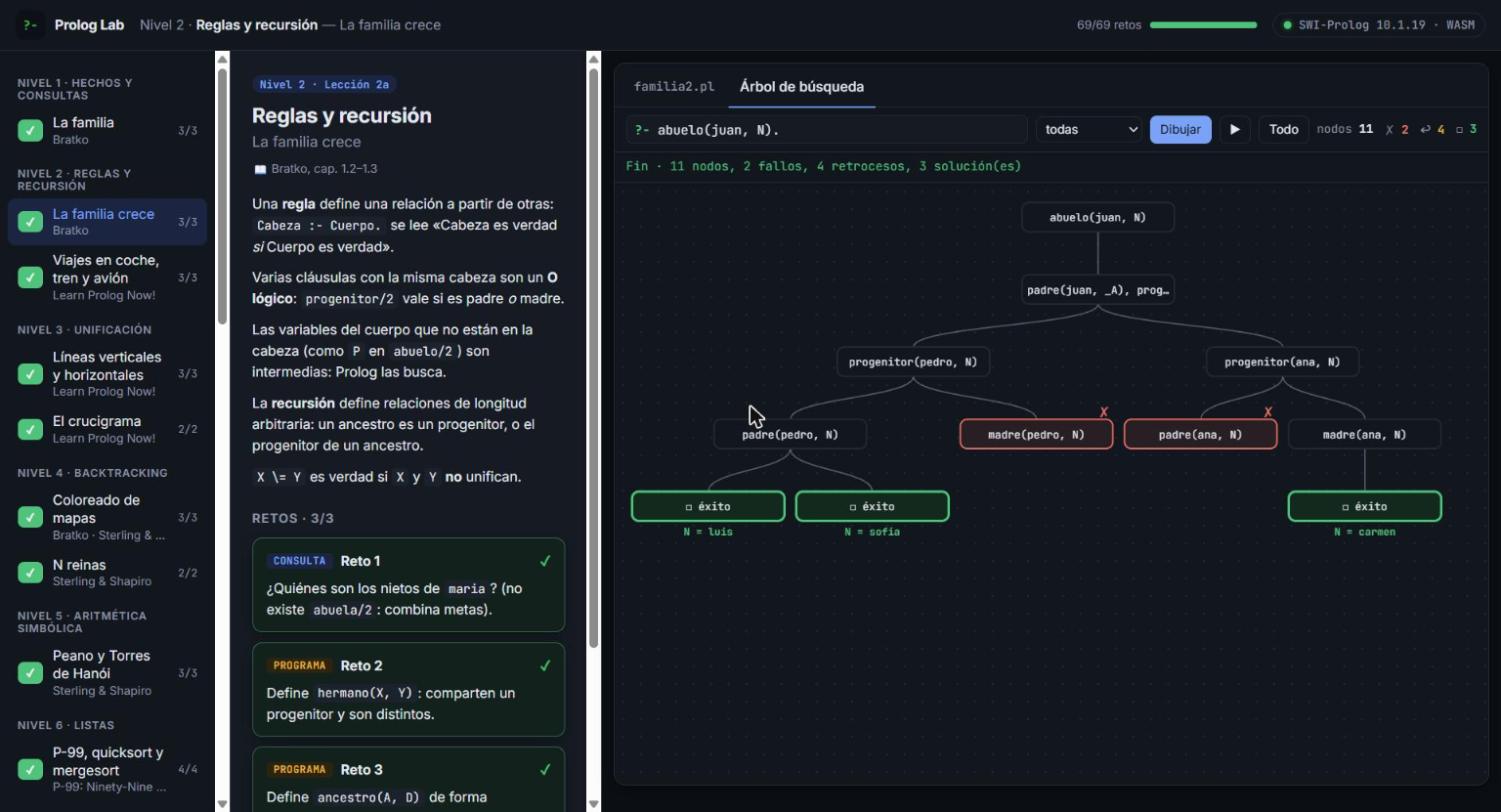 ?- Prolog Lab Nivel 2 · Reglas y recursión — La familia crece 69/69 retos SWI-Prolog 10.1.19 · WASM
NIVEL 1 · HECHOS Y
CONSULTAS
✓ La familia 3/3
Bratko
NIVEL 2 · REGLAS Y
RECURSIÓN
✓ La familia crece 3/3
Bratko
✓ Viajes en coche,
tren y avión 3/3
Learn Prolog Now!
NIVEL 3 · UNIFICACIÓN
✓ Líneas verticales
y horizontales 3/3
Learn Prolog Now!
✓ El crucigrama 2/2
Learn Prolog Now!
NIVEL 4 · BACKTRACKING
✓ Coloreado de
mapas 3/3
Bratko · Sterling & ...
✓ N reinas 2/2
Sterling & Shapiro
NIVEL 5 · ARITMÉTICA
SIMBÓLICA
✓ Peano y Torres
de Hanói 3/3
Sterling & Shapiro
NIVEL 6 · LISTAS
✓ P-99, quicksort y
mergesort 4/4
P-99: Ninety-Nine ...
Nivel 2 · Lección 2a
Reglas y recursión
La familia crece
Bratko, cap. 1.2–1.3
Una regla define una relación a partir de otras:
Cabeza :- Cuerpo. se lee «Cabeza es verdad
si Cuerpo es verdad».
Varias cláusulas con la misma cabeza son un O
lógico: progenitor/2 vale si es padre o madre.
Las variables del cuerpo que no están en la
cabeza (como P en abuelo/2) son
intermedias: Prolog las busca.
La recursión define relaciones de longitud
arbitraria: un ancestro es un progenitor, o el
progenitor de un ancestro.
X \= Y es verdad si X y Y no unifican.
RETOS · 3/3
CONSULTA Reto 1 ✓
¿Quiénes son los nietos de maria? (no
existe abuela/2: combina metas).
PROGRAMA Reto 2 ✓
Define hermano(X, Y): comparten un
progenitor y son distintos.
PROGRAMA Reto 3 ✓
Define ancestro(A, D) de forma
familia2.pl Árbol de búsqueda
?- abuelo(juan, N). todas Dibujar ▶ Todo nodos 11 ✗ 2 ↩ 4 □ 3
Fin · 11 nodos, 2 fallos, 4 retrocesos, 3 solución(es)
abuelo(juan, N)
padre(juan, _A), prog…
progenitor(pedro, N) progenitor(ana, N)
✗ ✗
padre(pedro, N) madre(pedro, N) padre(ana, N) madre(ana, N)
□ éxito □ éxito □ éxito
N = luis N = sofia N = carmen